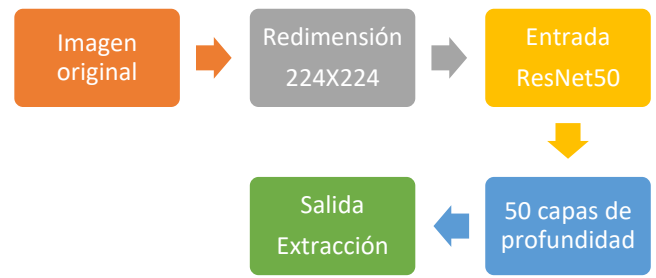 Imagen
original
Redimensión
224X224
Entrada
ResNet50
50 capas de
profundidad
Salida
Extracción